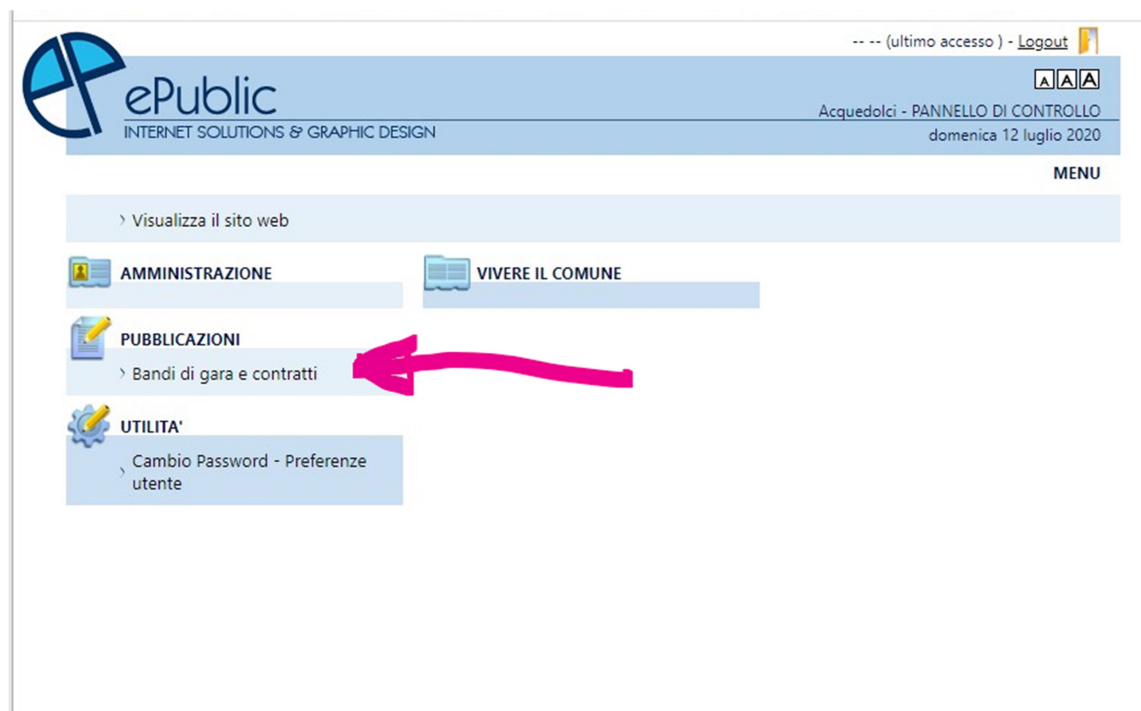 -- -- (ultimo accesso ) - Logout
ePublic
INTERNET SOLUTIONS & GRAPHIC DESIGN
A A A
Acquedolci - PANNELLO DI CONTROLLO
domenica 12 luglio 2020
MENU
› Visualizza il sito web
AMMINISTRAZIONE
VIVERE IL COMUNE
PUBBLICAZIONI
› Bandi di gara e contratti
UTILITA'
› Cambio Password - Preferenze
utente